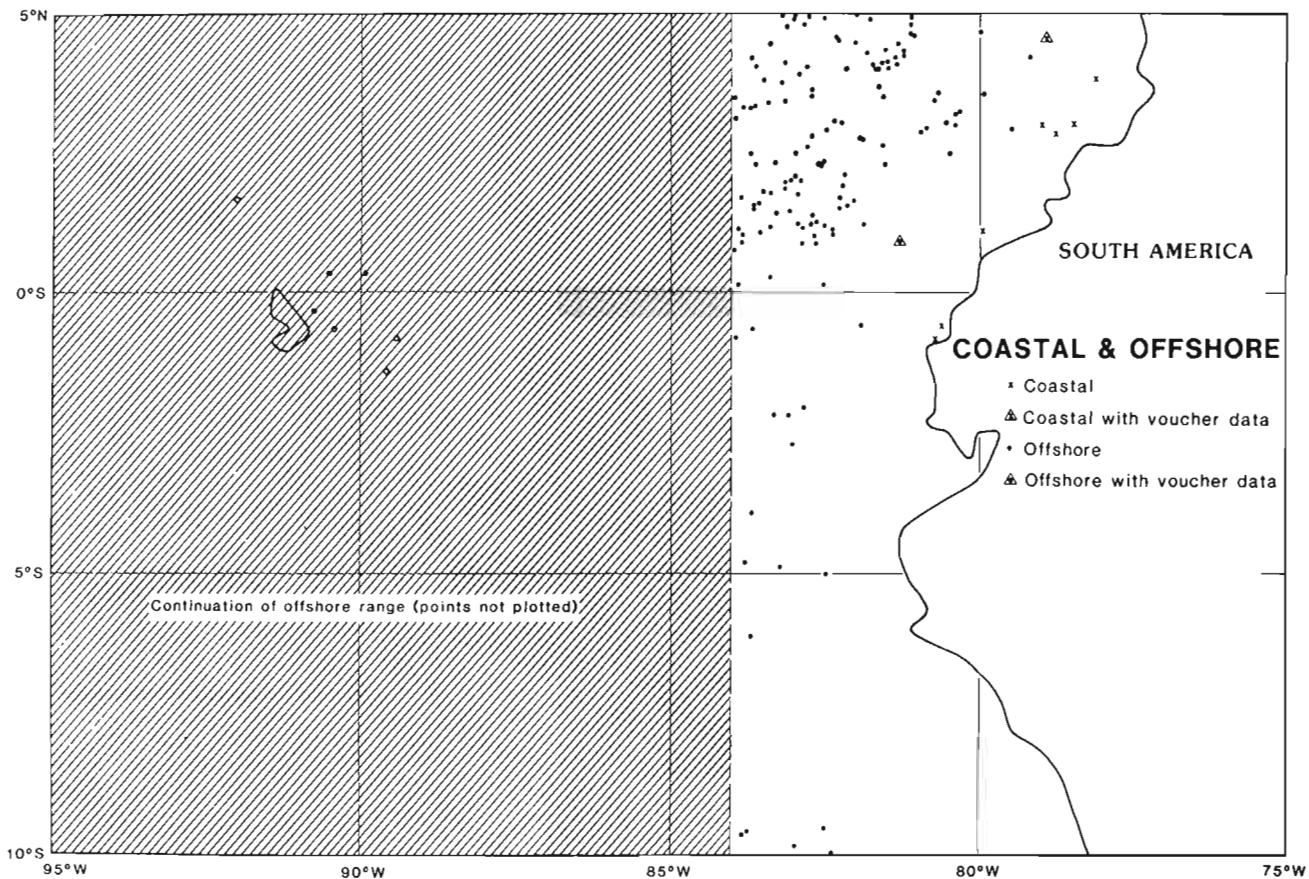 5°N
SOUTH AMERICA
0°S
COASTAL & OFFSHORE
x Coastal
Coastal with voucher data
• Offshore
Offshore with voucher data
5°S
Continuation of offshore range (points not plotted)
10°S
95°W 90°W 85°W 80°W 75°W